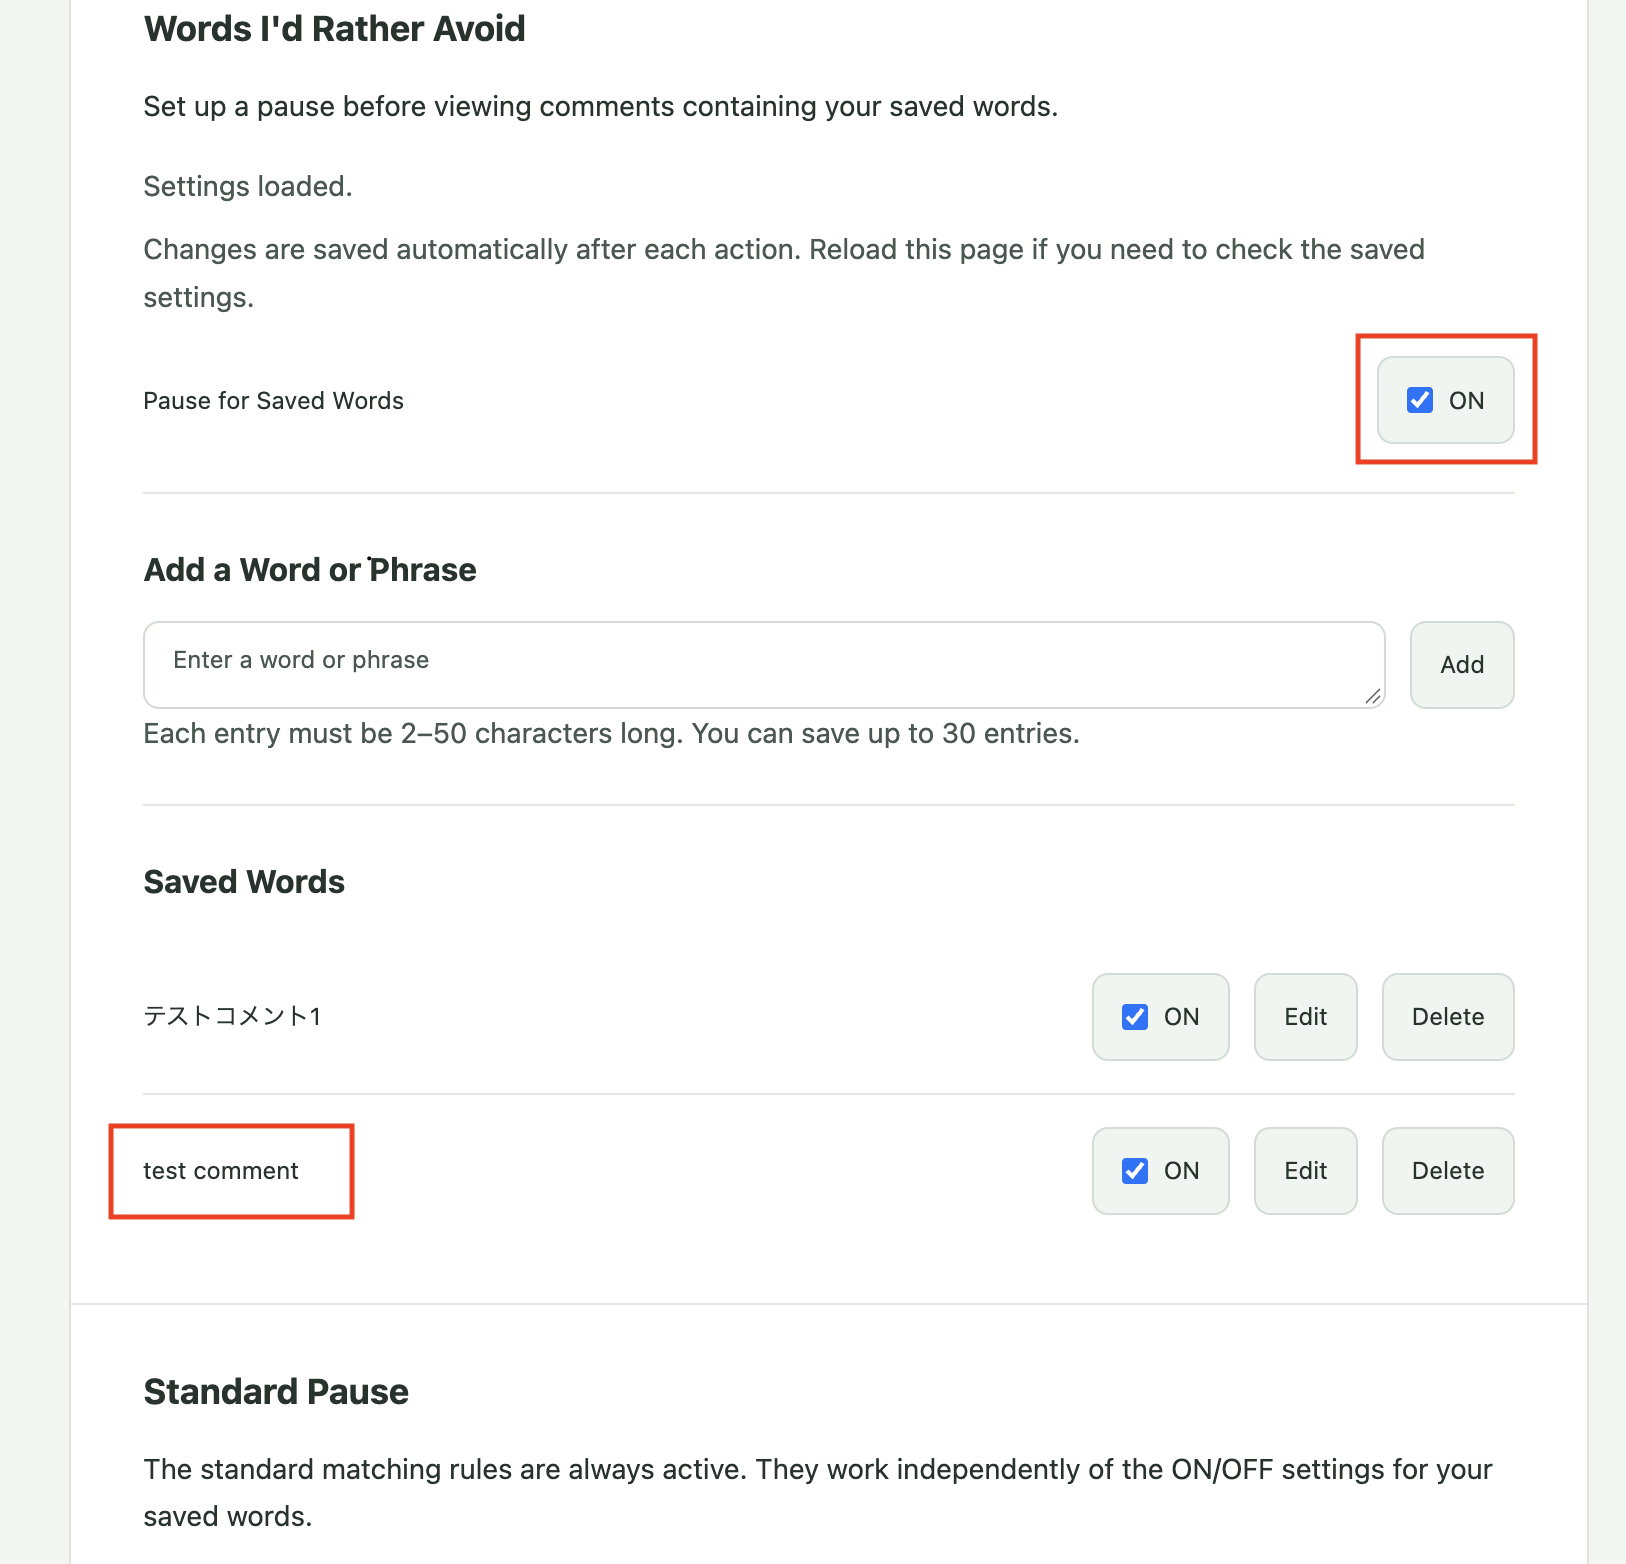 Words I'd Rather Avoid
Set up a pause before viewing comments containing your saved words.
Settings loaded.
Changes are saved automatically after each action. Reload this page if you need to check the saved
settings.
Pause for Saved Words
ON
Add a Word or Phrase
Enter a word or phrase
Add
Each entry must be 2–50 characters long. You can save up to 30 entries.
Saved Words
テストコメント1
ON
Edit
Delete
test comment
ON
Edit
Delete
Standard Pause
The standard matching rules are always active. They work independently of the ON/OFF settings for your
saved words.